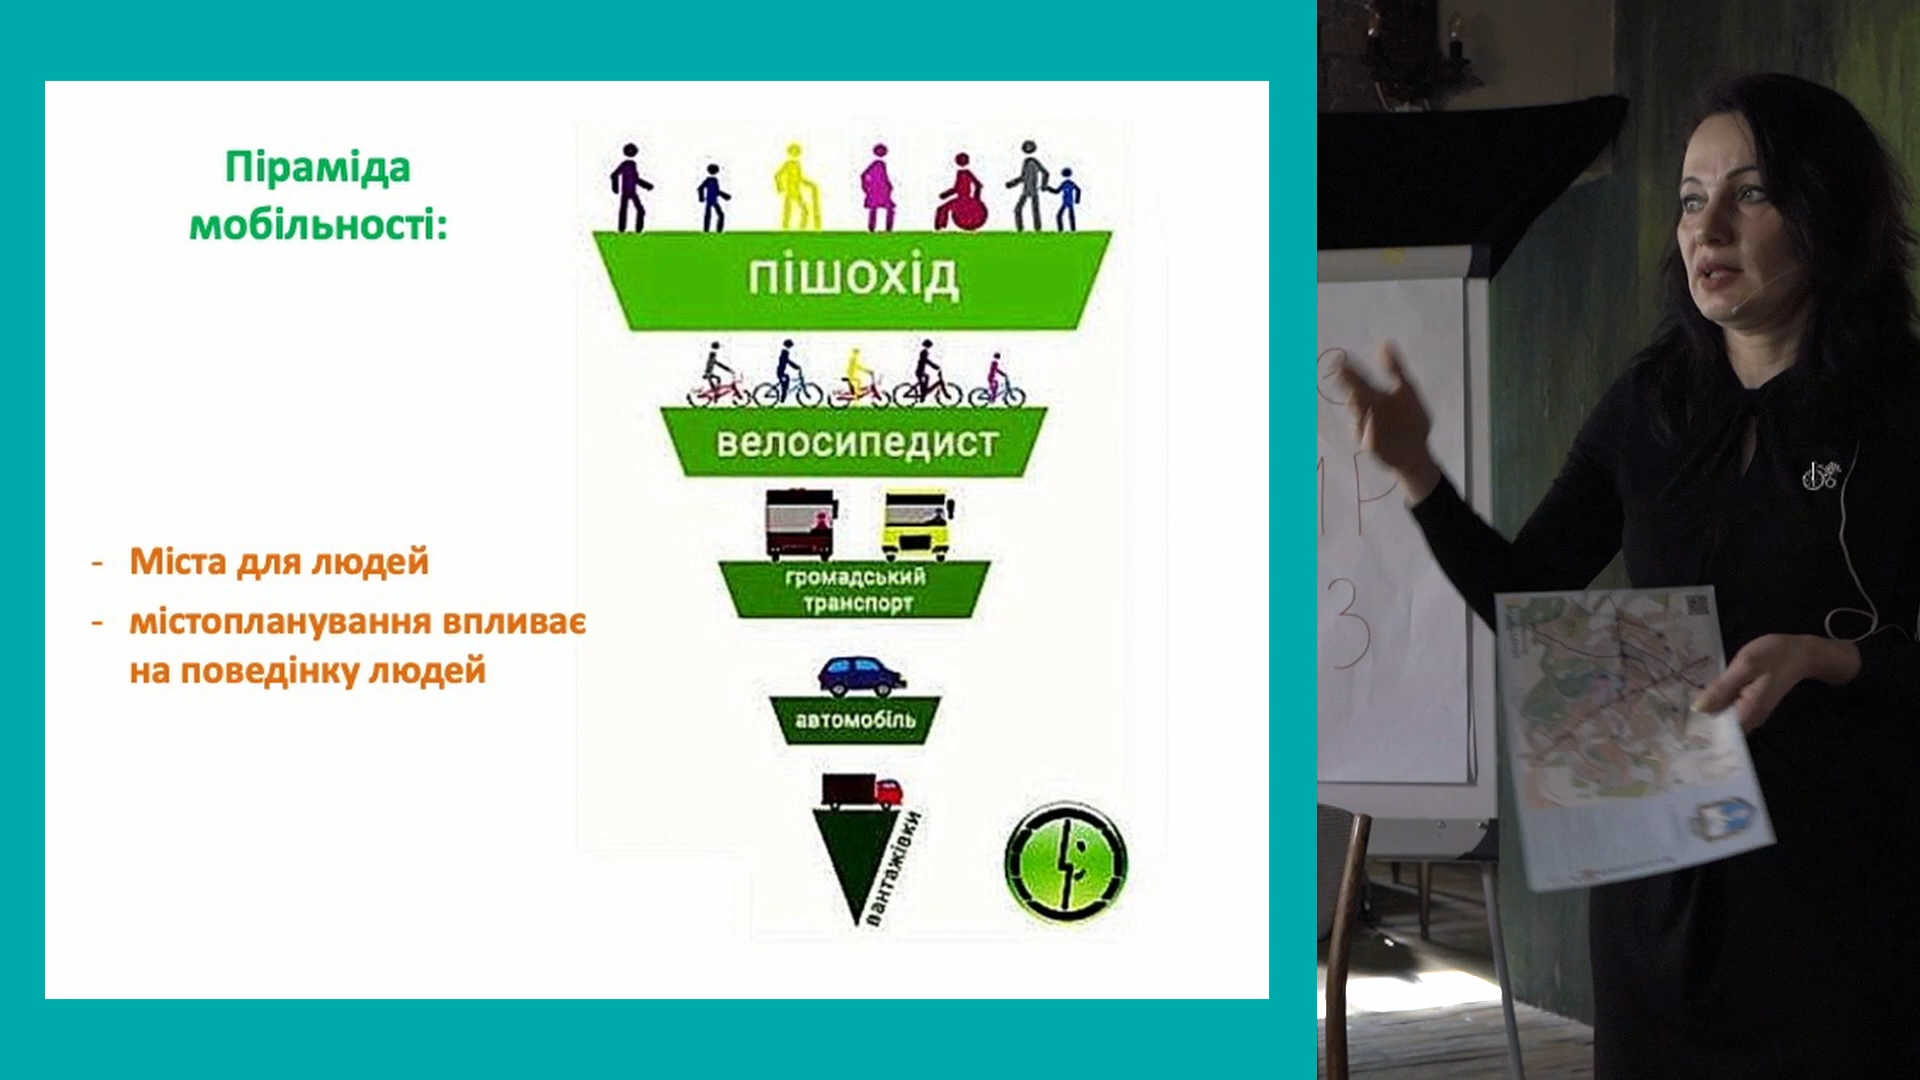 Піраміда
мобільності:
- Міста для людей
- містопланування впливає
на поведінку людей
пішохід
велосипедист
громадський
транспорт
автомобіль
вантажівки